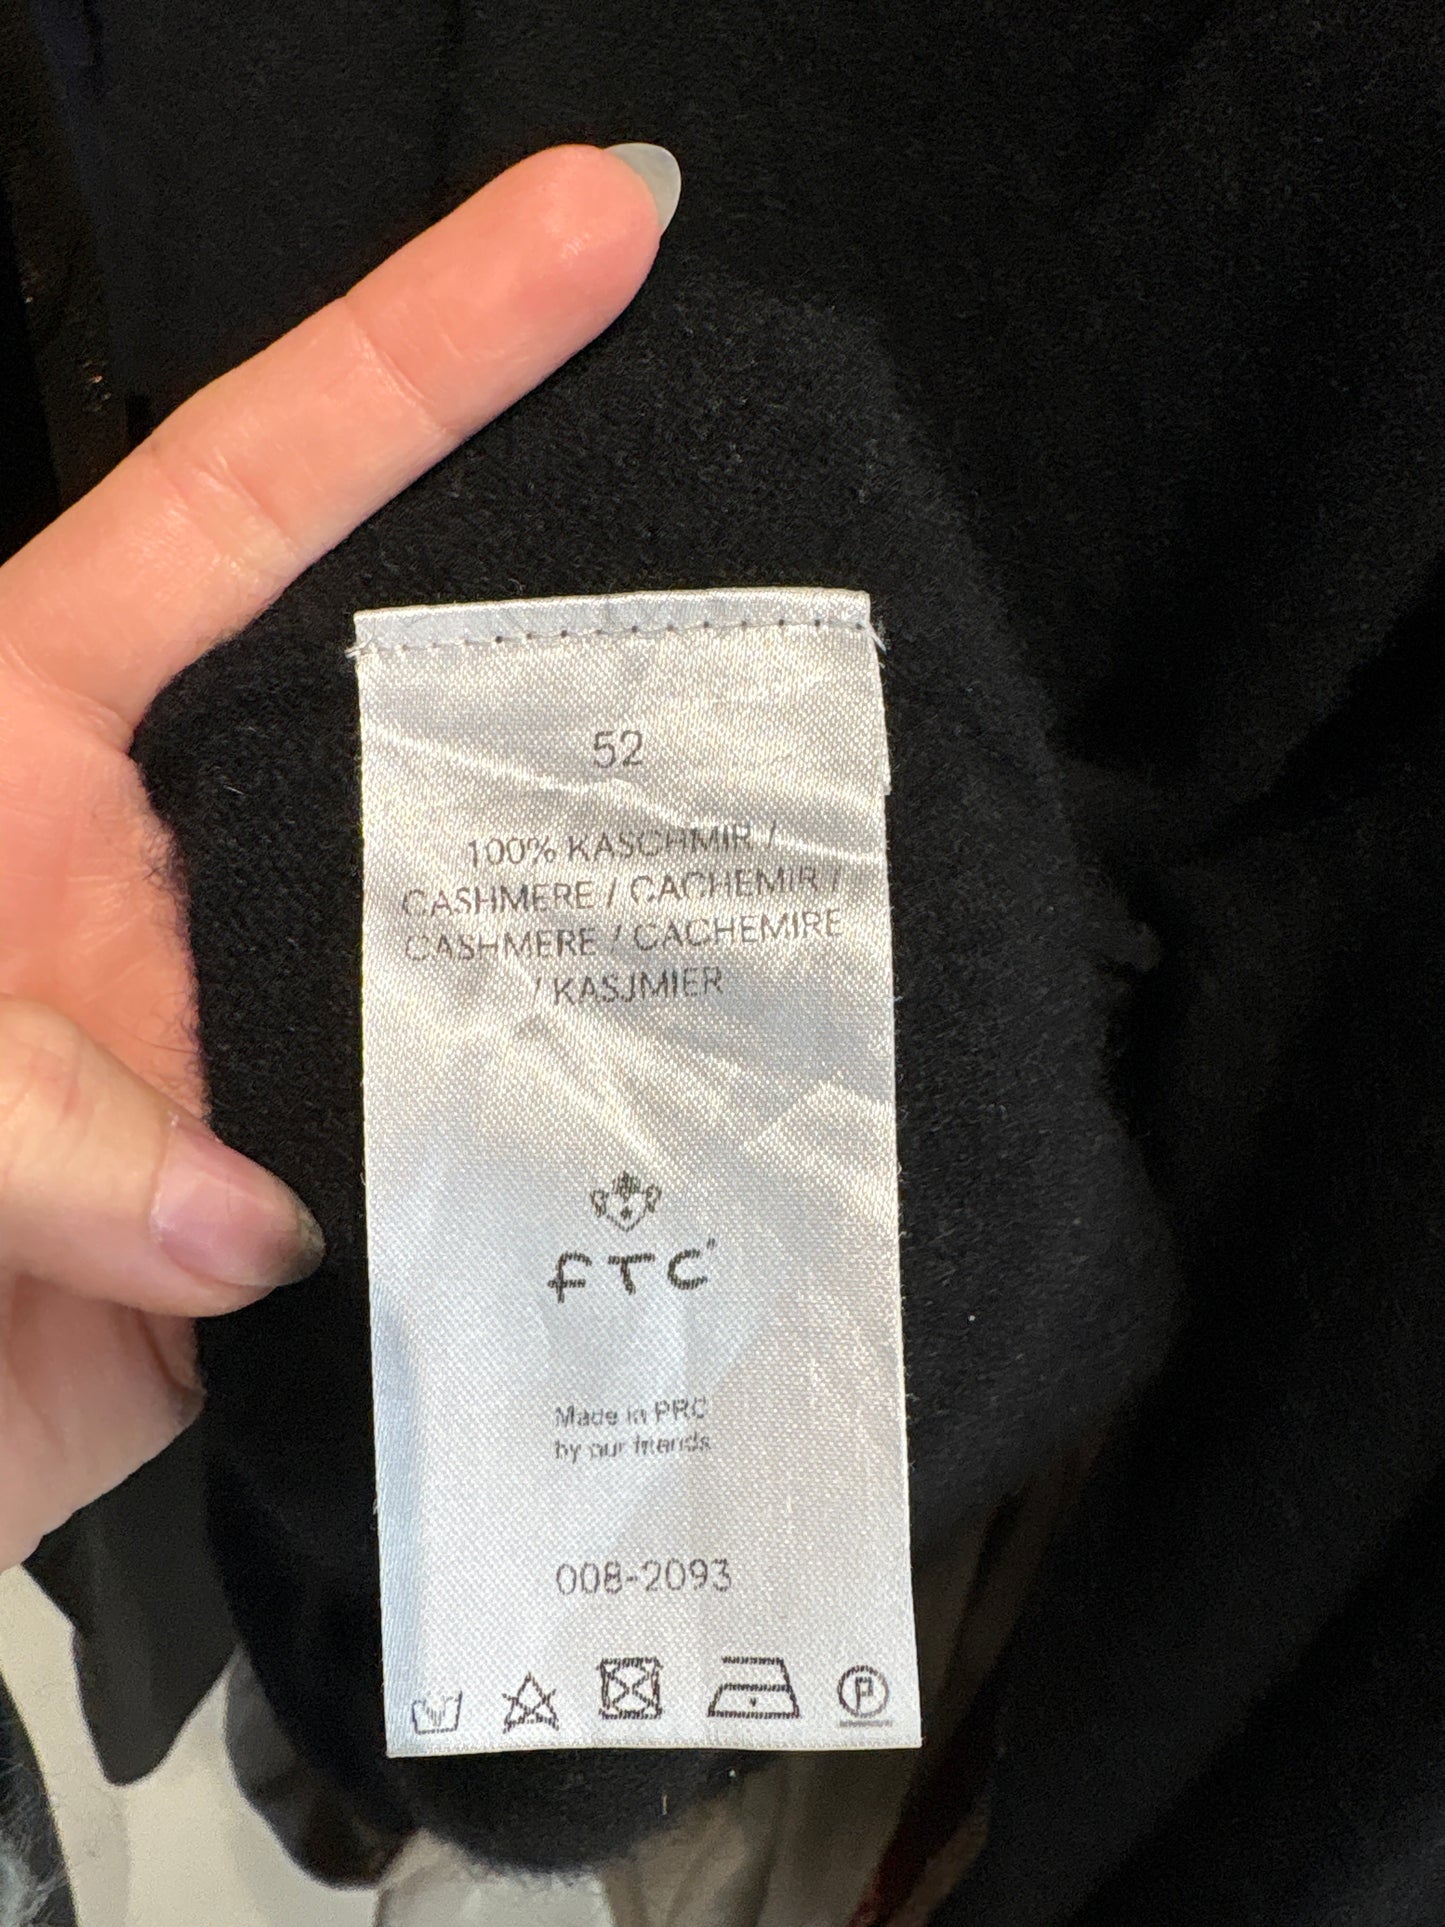 52
100% KASCHMIR /
CASHMERE / CACHEMIR /
CASHMERE / CACHEMIRE
/ KASJMIER
FTC
Made in PRC
by our friends.
008-2093
P